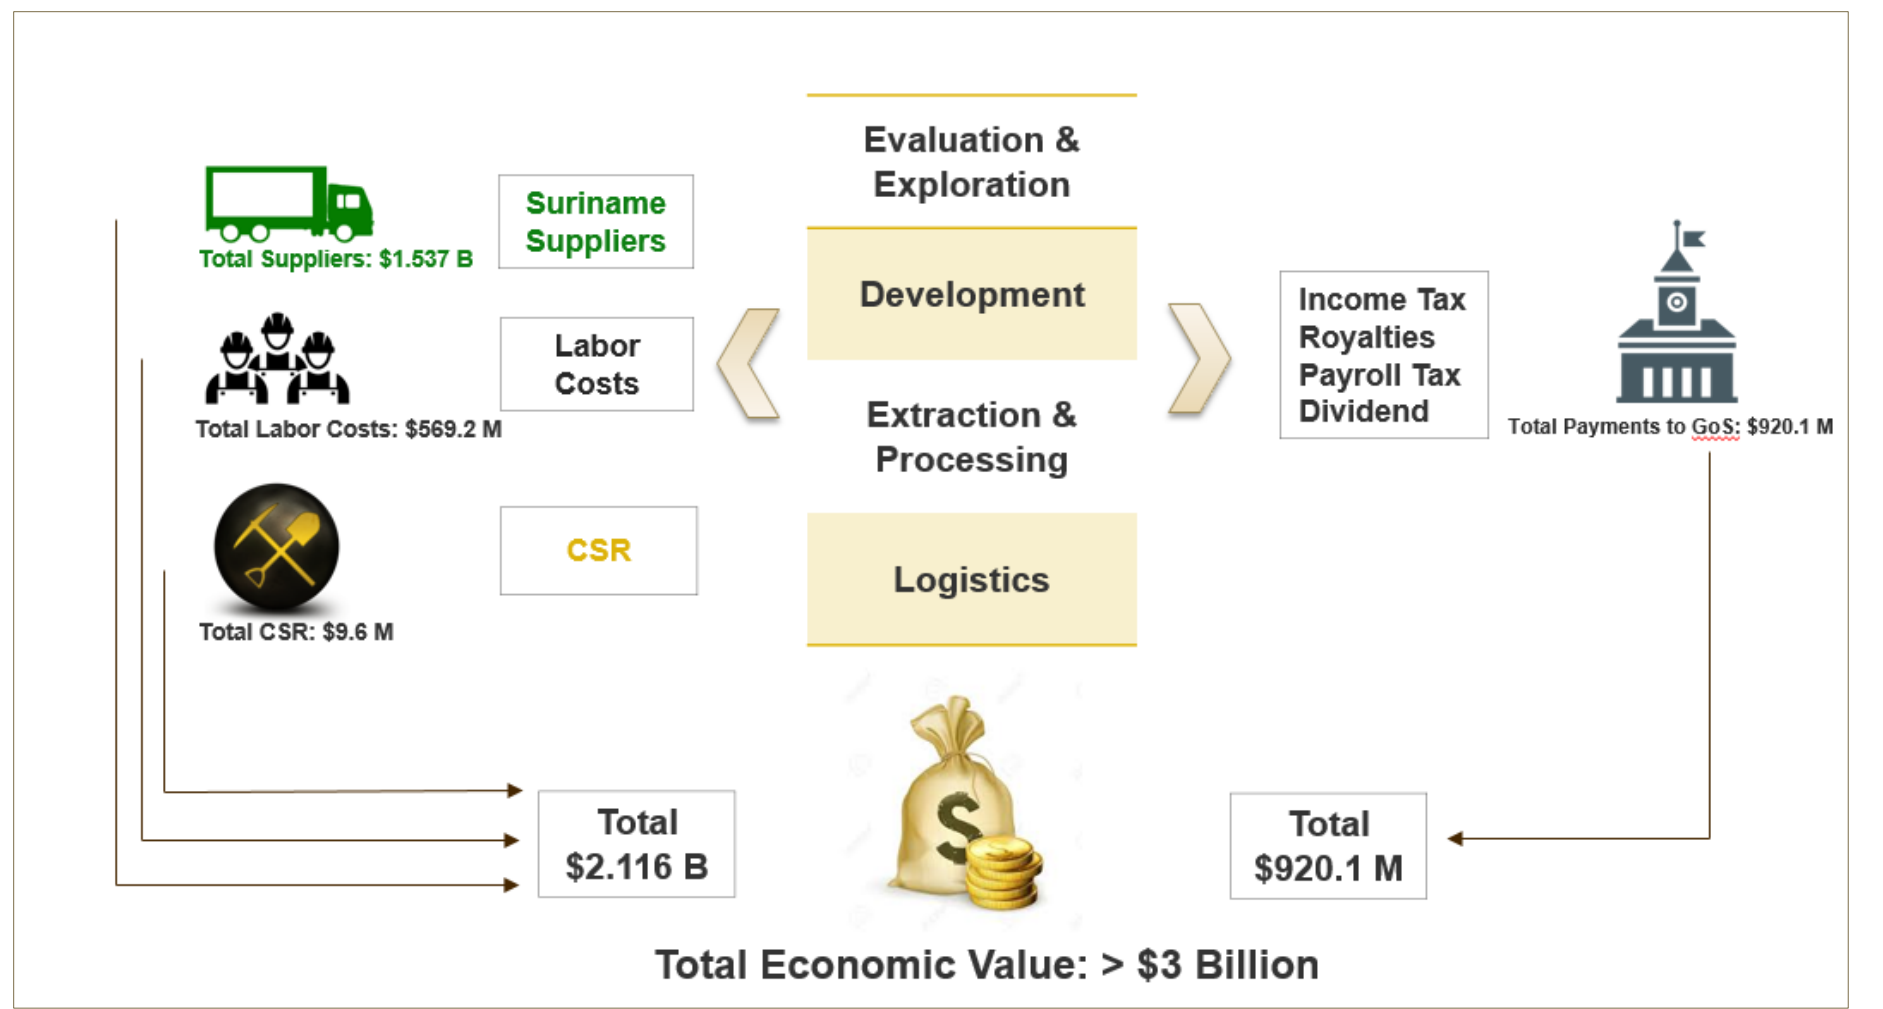 Evaluation &
Exploration
Development
Extraction &
Processing
Logistics
Total Suppliers: $1.537 B
Suriname
Suppliers
Total Labor Costs: $569.2 M
Labor
Costs
Total CSR: $9.6 M
CSR
Income Tax
Royalties
Payroll Tax
Dividend
Total Payments to GoS: $920.1 M
Total
$2.116 B
$
Total
$920.1 M
Total Economic Value: > $3 Billion